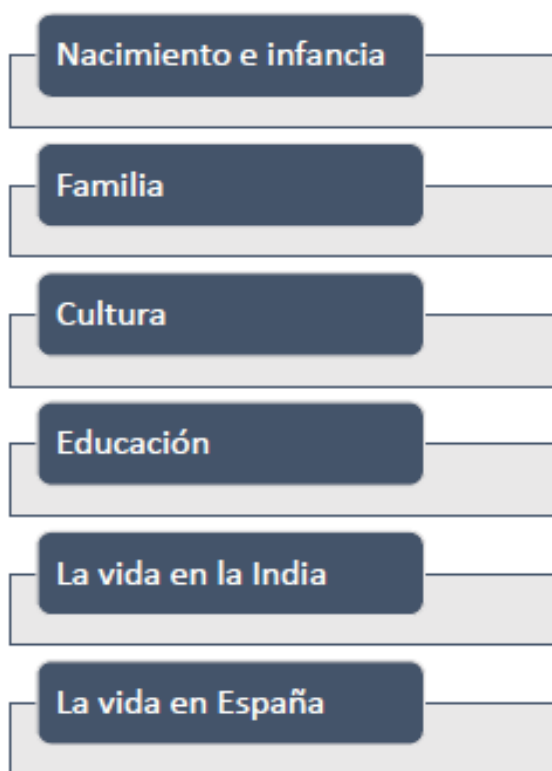 Nacimiento e infancia
Familia
Cultura
Educación
La vida en la India
La vida en España